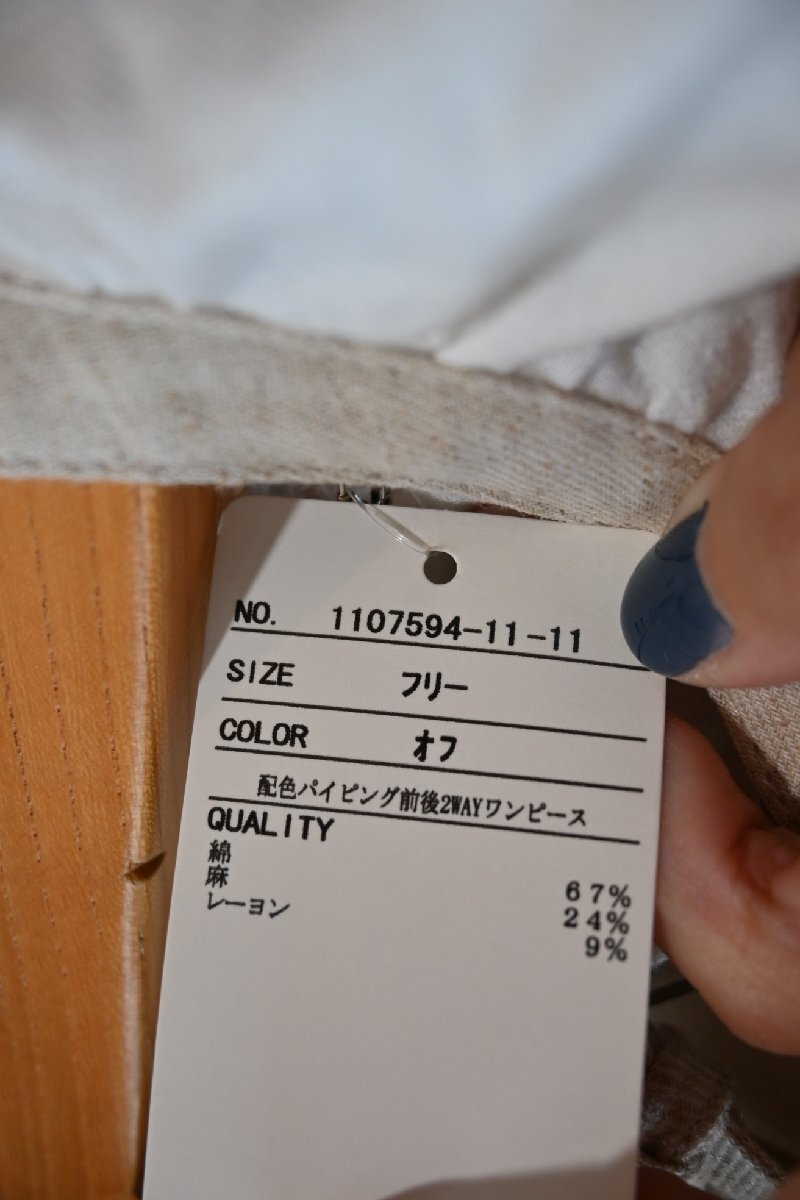 NO. 1107594-11-11
SIZE フリー
COLOR オフ
配色パイピング前後2WAYワンピース
QUALITY
綿 67%
麻 24%
レーヨン 9%